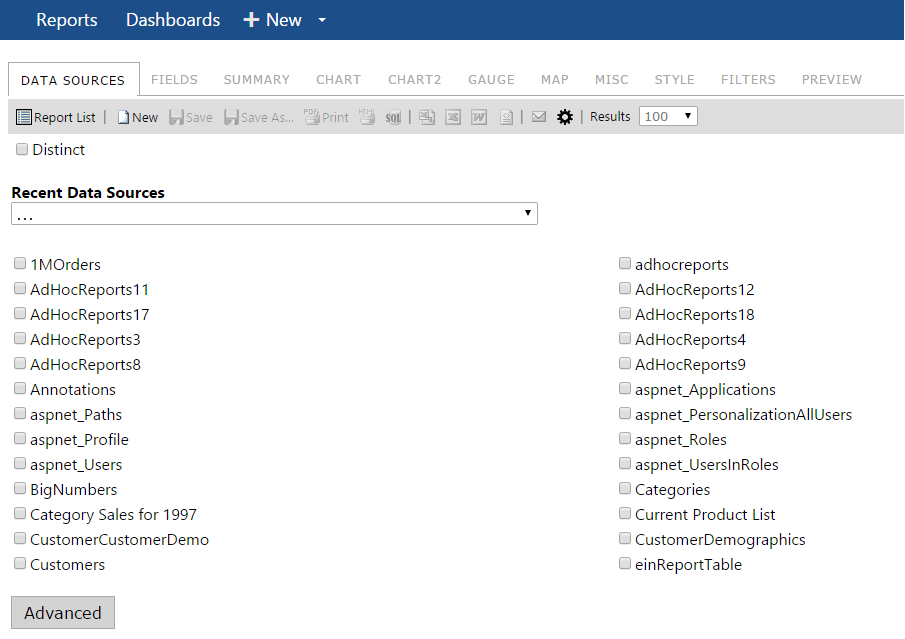 Reports Dashboards + New
DATA SOURCES FIELDS SUMMARY CHART CHART2 GAUGE MAP MISC STYLE FILTERS PREVIEW
Report List | New Save Save As... PDF Print HTML sql | X W | Results 100
Distinct
Recent Data Sources
...
1MOrders adhocreports
AdHocReports11 AdHocReports12
AdHocReports17 AdHocReports18
AdHocReports3 AdHocReports4
AdHocReports8 AdHocReports9
Annotations aspnet_Applications
aspnet_Paths aspnet_PersonalizationAllUsers
aspnet_Profile aspnet_Roles
aspnet_Users aspnet_UsersInRoles
BigNumbers Categories
Category Sales for 1997 Current Product List
CustomerCustomerDemo CustomerDemographics
Customers einReportTable
Advanced